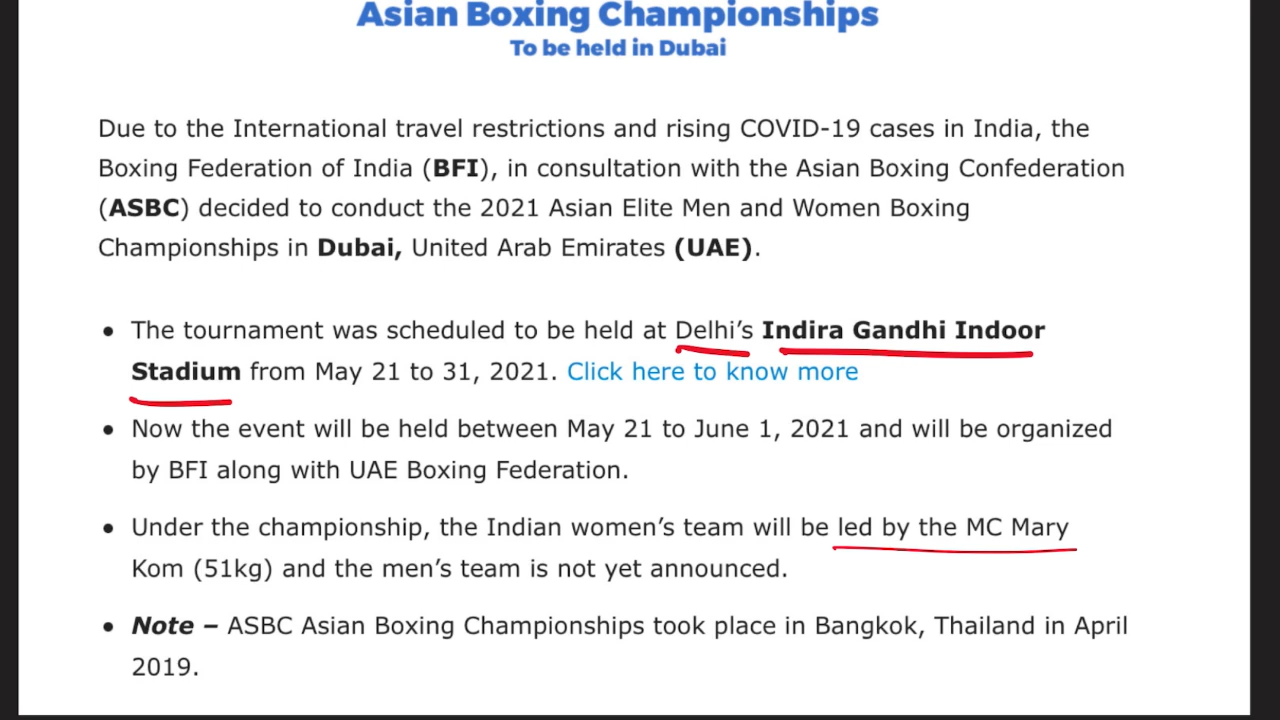 Asian Boxing Championships
To be held in Dubai
Due to the International travel restrictions and rising COVID-19 cases in India, the
Boxing Federation of India (BFI), in consultation with the Asian Boxing Confederation
(ASBC) decided to conduct the 2021 Asian Elite Men and Women Boxing
Championships in Dubai, United Arab Emirates (UAE).
• The tournament was scheduled to be held at Delhi’s Indira Gandhi Indoor
Stadium from May 21 to 31, 2021. Click here to know more
• Now the event will be held between May 21 to June 1, 2021 and will be organized
by BFI along with UAE Boxing Federation.
• Under the championship, the Indian women’s team will be led by the MC Mary
Kom (51kg) and the men’s team is not yet announced.
• Note – ASBC Asian Boxing Championships took place in Bangkok, Thailand in April
2019.